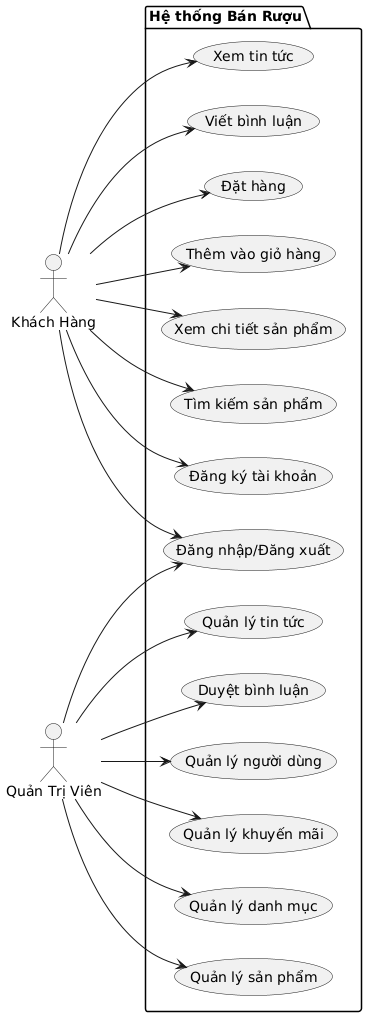 Hệ thống Bán Rượu
Xem tin tức
Viết bình luận
Đặt hàng
Thêm vào giỏ hàng
Khách Hàng
Xem chi tiết sản phẩm
Tìm kiếm sản phẩm
Đăng ký tài khoản
Đăng nhập/Đăng xuất
Quản lý tin tức
Duyệt bình luận
Quản lý người dùng
Quản Trị Viên
Quản lý khuyến mãi
Quản lý danh mục
Quản lý sản phẩm